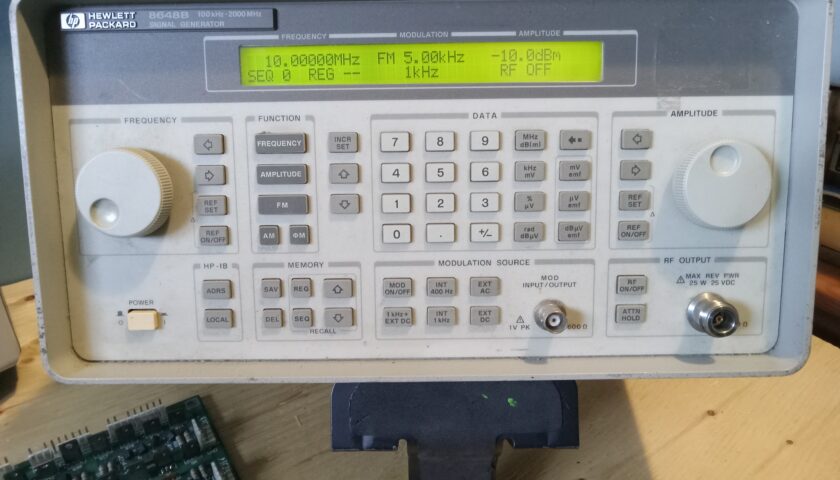 hp HEWLETT PACKARD
8648B 100kHz-2000MHz
SIGNAL GENERATOR
FREQUENCY MODULATION AMPLITUDE
10.00000MHz FM 5.00kHz -10.0dBm
SEQ 0 REG -- 1kHz RF OFF
FREQUENCY
REF SET
REF ON/OFF
FUNCTION
FREQUENCY
INCR SET
AMPLITUDE
FM
AM ΦM
DATA
7 8 9 MHz dB(m)
4 5 6 kHz mV mV emf
1 2 3 % µV µV emf
0 . +/− rad dBµV dBµV emf
AMPLITUDE
REF SET
REF ON/OFF
POWER
HP-IB
ADRS
LOCAL
MEMORY
SAV REG
DEL SEQ
RECALL
MODULATION SOURCE
MOD ON/OFF INT 400 Hz EXT AC
1 kHz + EXT DC INT 1 kHz EXT DC
MOD
INPUT/OUTPUT
1V PK 600 Ω
RF OUTPUT
RF ON/OFF
ATTN HOLD
MAX REV PWR
25 W 25 VDC
Ω